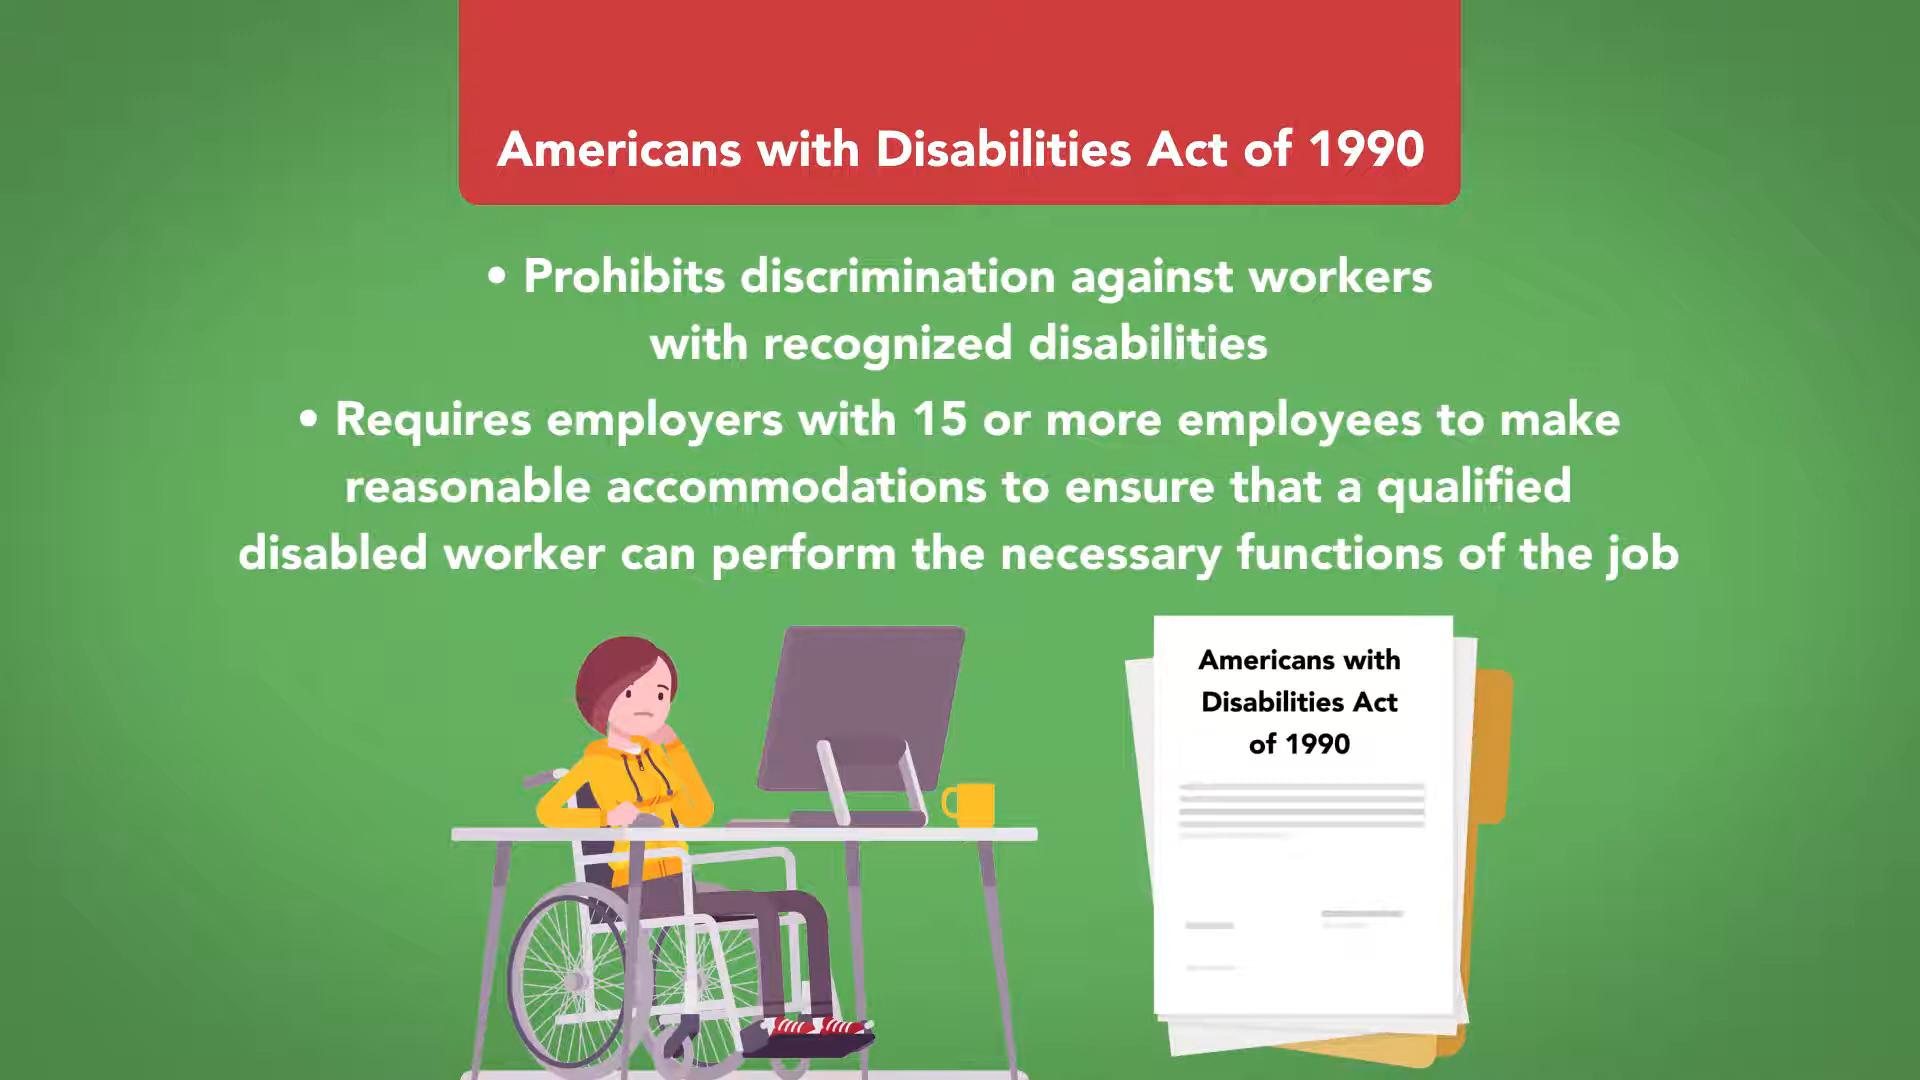 Americans with Disabilities Act of 1990
• Prohibits discrimination against workers
with recognized disabilities
• Requires employers with 15 or more employees to make
reasonable accommodations to ensure that a qualified
disabled worker can perform the necessary functions of the job
Americans with
Disabilities Act
of 1990